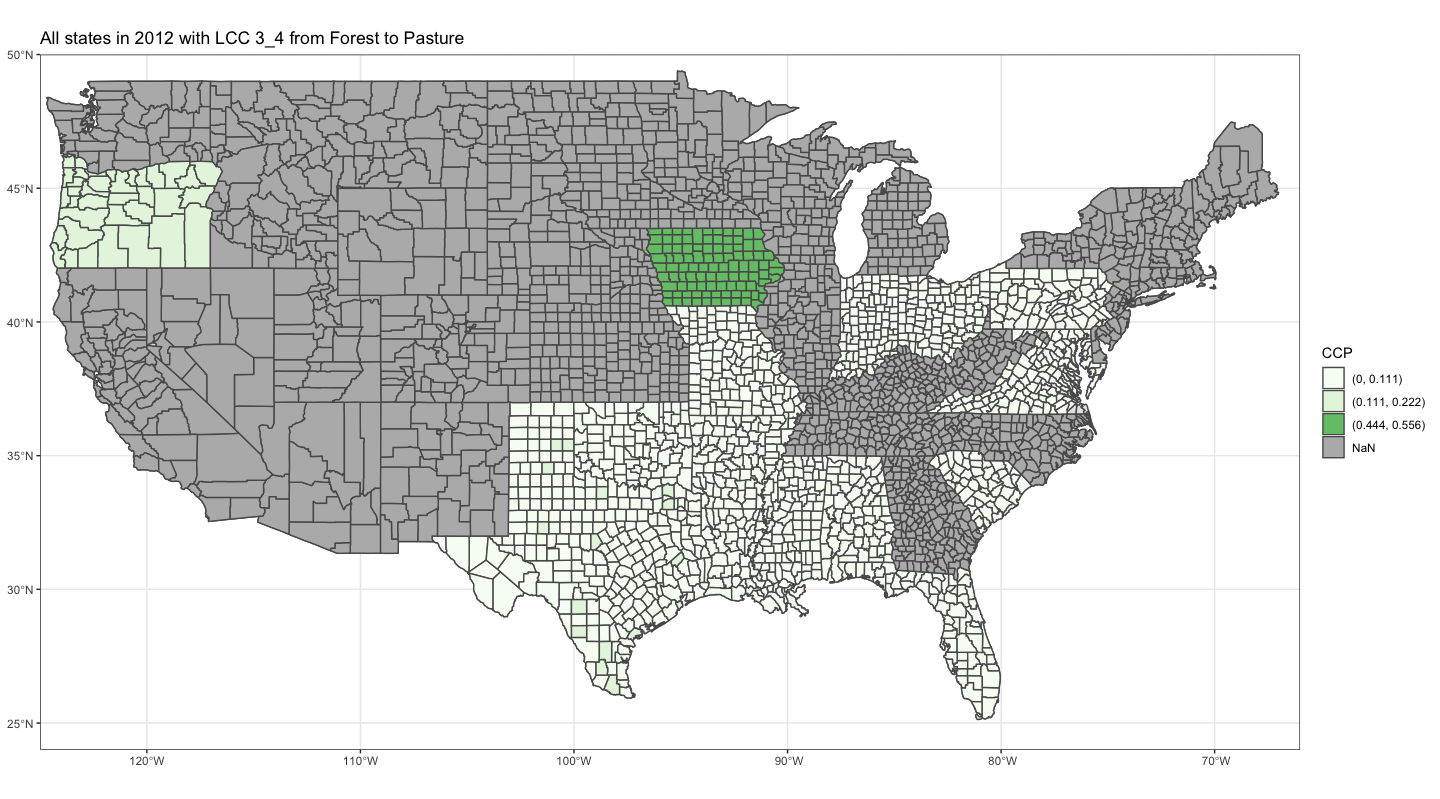 All states in 2012 with LCC 3_4 from Forest to Pasture
50°N
45°N
40°N
35°N
30°N
25°N
120°W
110°W
100°W
90°W
80°W
70°W
CCP
(0, 0.111)
(0.111, 0.222)
(0.444, 0.556)
NaN